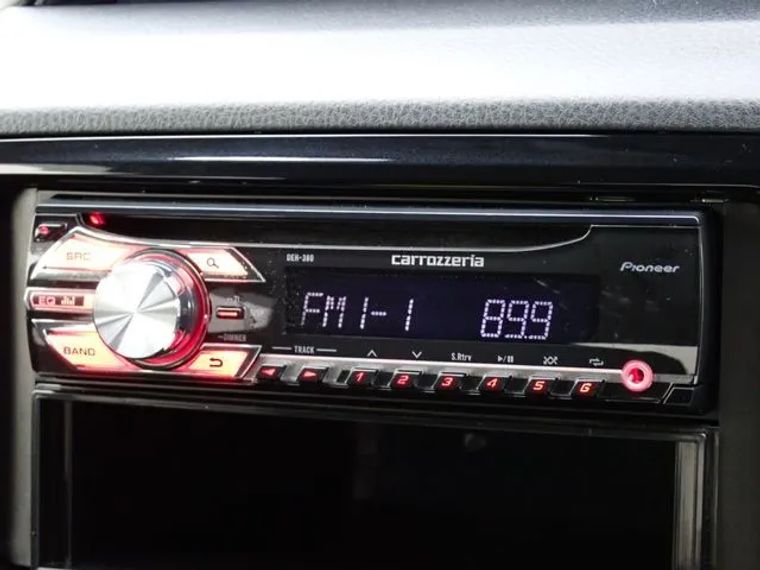 DEH-380
carrozzeria
Pioneer
SRC
EQ
BAND
DIMMER
FM1-1 89.9
TRACK
S.Rtrv
1 2 3 4 5 6